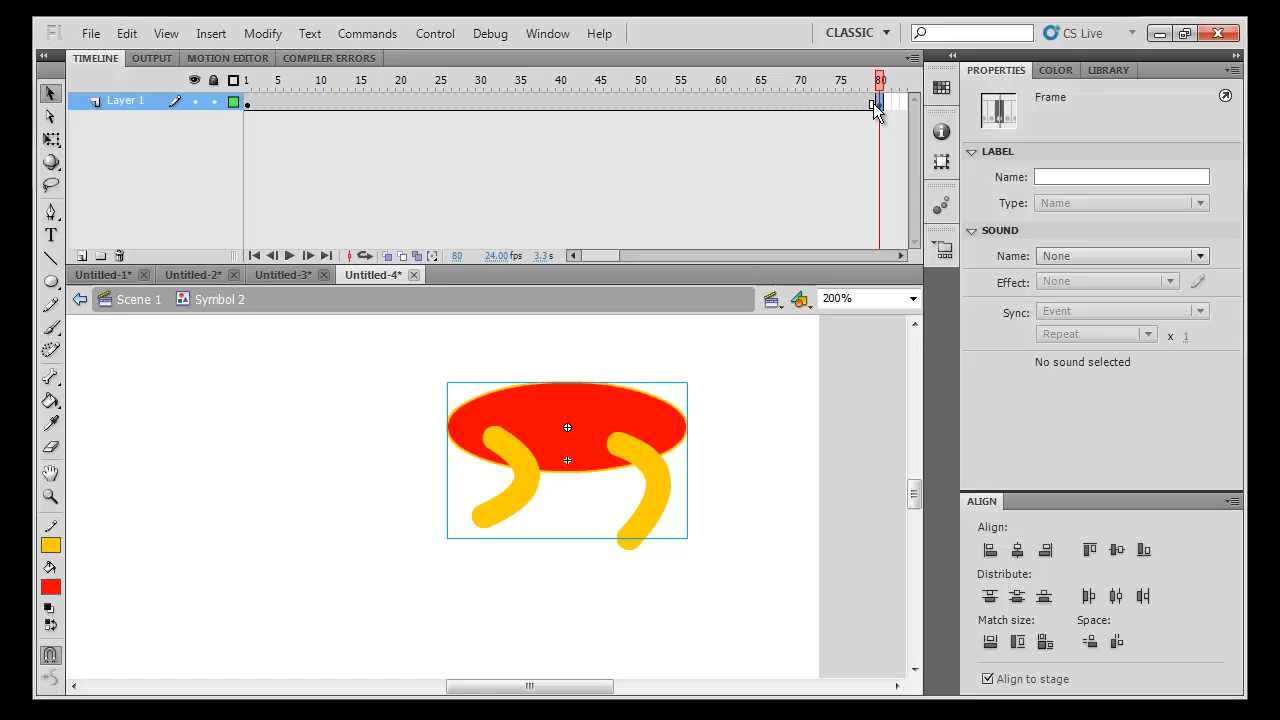 Fl File Edit View Insert Modify Text Commands Control Debug Window Help CLASSIC CS Live
TIMELINE OUTPUT MOTION EDITOR COMPILER ERRORS
1 5 10 15 20 25 30 35 40 45 50 55 60 65 70 75 80
Layer 1
80 24.00 fps 3.3 s
Untitled-1* Untitled-2* Untitled-3* Untitled-4*
Scene 1 Symbol 2 200%
T
PROPERTIES COLOR LIBRARY
Frame
LABEL
Name:
Type: Name
SOUND
Name: None
Effect: None
Sync: Event
Repeat x 1
No sound selected
ALIGN
Align:
Distribute:
Match size: Space:
Align to stage